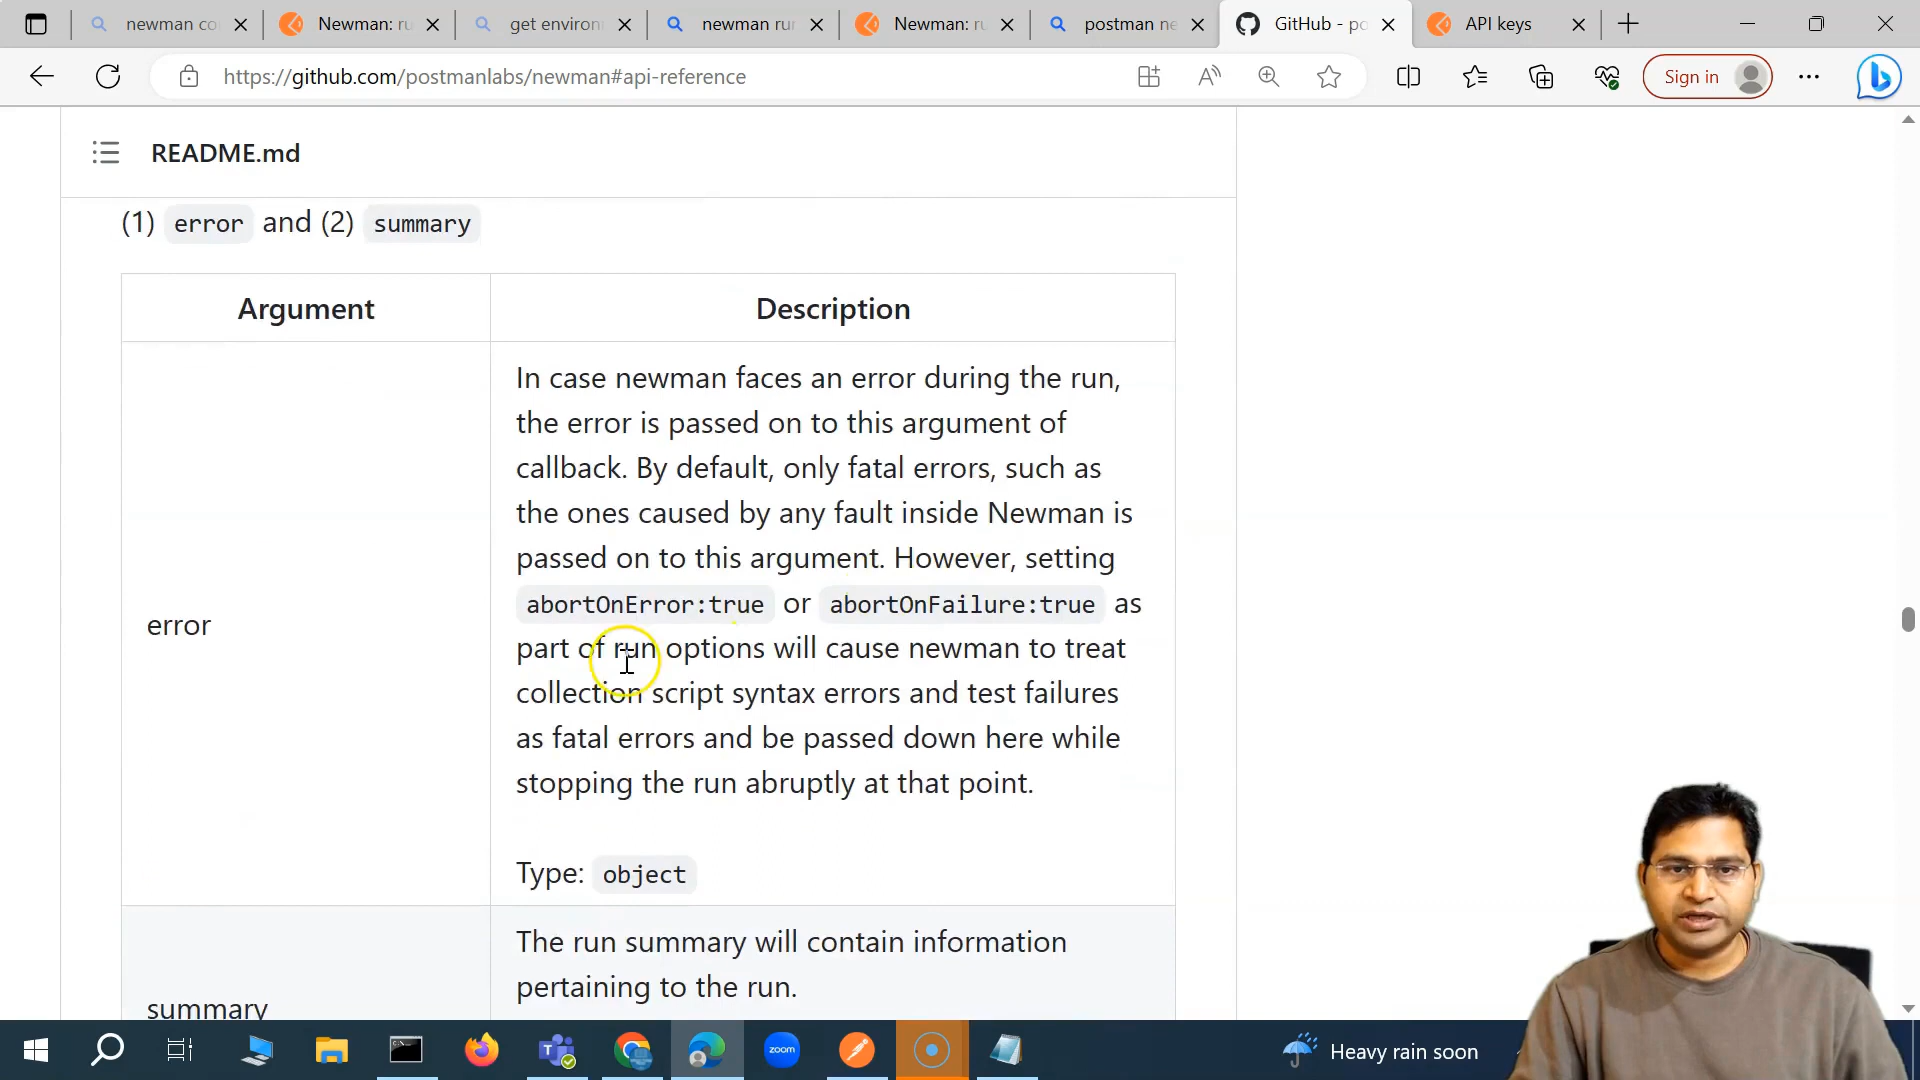 newman co
Newman: ru
get environ
newman ru
Newman: ru
postman ne
GitHub - po
API keys
https://github.com/postmanlabs/newman#api-reference
Sign in
README.md
(1) error and (2) summary
Argument
Description
error
In case newman faces an error during the run,
the error is passed on to this argument of
callback. By default, only fatal errors, such as
the ones caused by any fault inside Newman is
passed on to this argument. However, setting
abortOnError:true or abortOnFailure:true as
part of run options will cause newman to treat
collection script syntax errors and test failures
as fatal errors and be passed down here while
stopping the run abruptly at that point.
Type: object
summary
The run summary will contain information
pertaining to the run.
zoom
Heavy rain soon